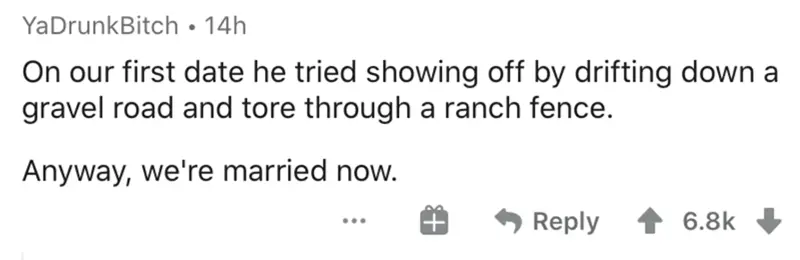 YaDrunkBitch • 14h
On our first date he tried showing off by drifting down a
gravel road and tore through a ranch fence.
Anyway, we're married now.
Reply 6.8k